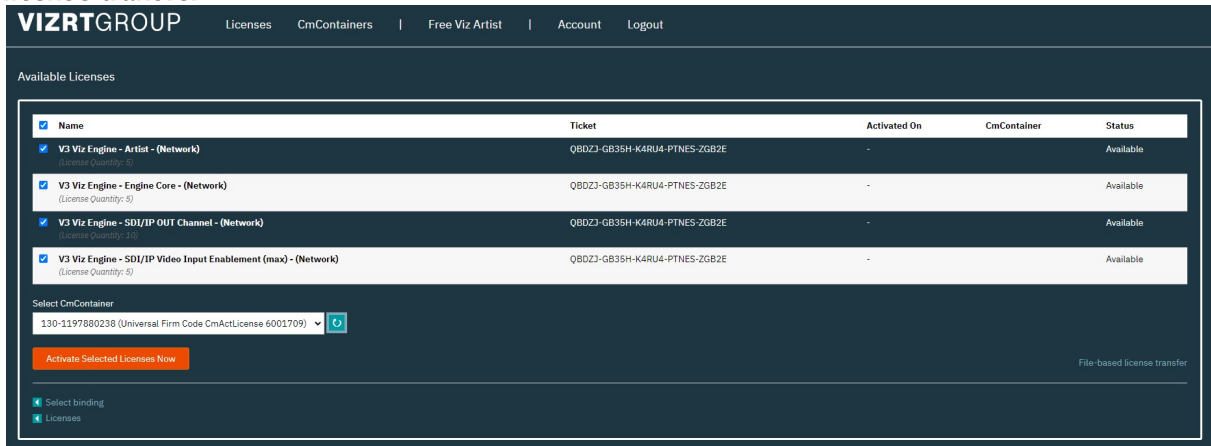 VIZRTGROUP Licenses CmContainers | Free Viz Artist | Account Logout
Available Licenses
Name Ticket Activated On CmContainer Status
V3 Viz Engine - Artist - (Network) QBDZJ-GB35H-K4RU4-PTNES-ZGB2E - Available
(License Quantity: 5)
V3 Viz Engine - Engine Core - (Network) QBDZJ-GB35H-K4RU4-PTNES-ZGB2E - Available
(License Quantity: 5)
V3 Viz Engine - SDI/IP OUT Channel - (Network) QBDZJ-GB35H-K4RU4-PTNES-ZGB2E - Available
(License Quantity: 10)
V3 Viz Engine - SDI/IP Video Input Enablement (max) - (Network) QBDZJ-GB35H-K4RU4-PTNES-ZGB2E - Available
(License Quantity: 5)
Select CmContainer
130-1197880238 (Universal Firm Code CmActLicense 6001709)
Activate Selected Licenses Now File-based license transfer
Select binding
Licenses